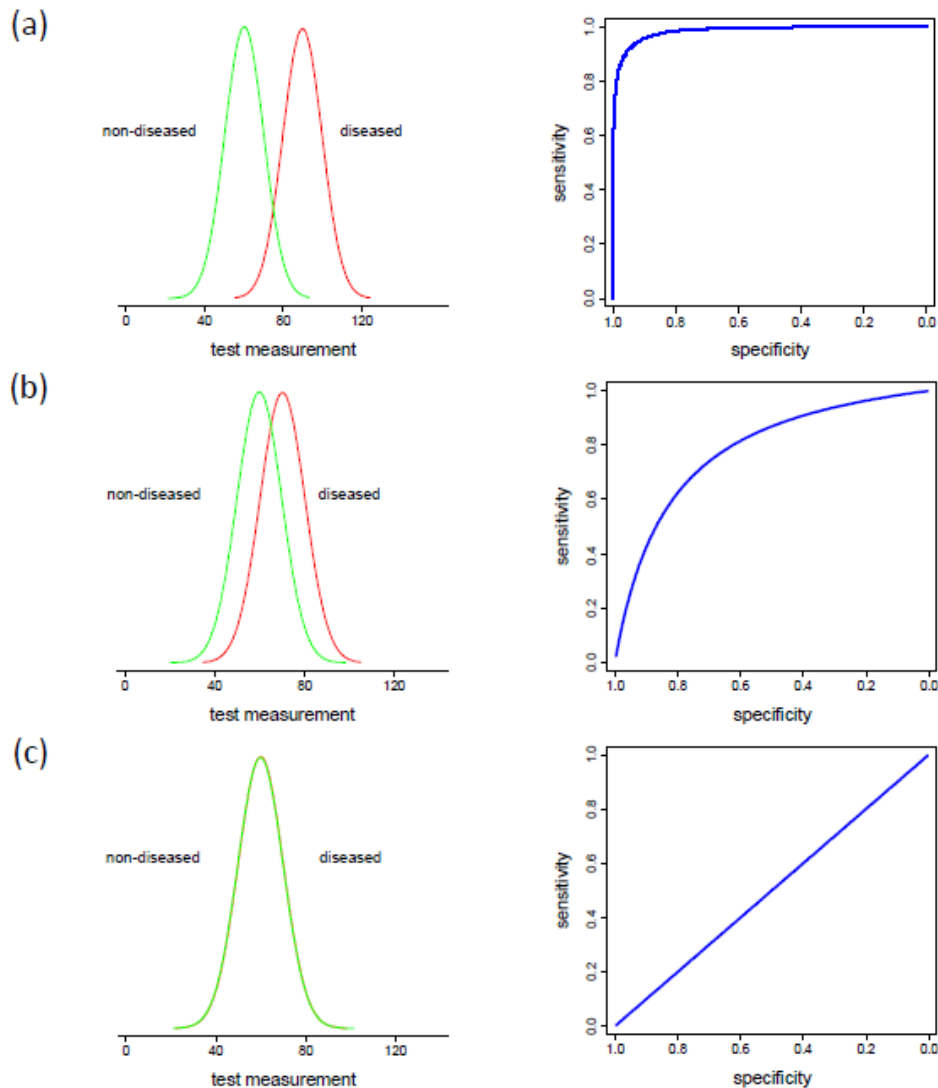 (a)
non-diseased
diseased
0 40 80 120
test measurement
sensitivity
0.0 0.2 0.4 0.6 0.8 1.0
1.0 0.8 0.6 0.4 0.2 0.0
specificity
(b)
non-diseased
diseased
0 40 80 120
test measurement
sensitivity
0.0 0.2 0.4 0.6 0.8 1.0
1.0 0.8 0.6 0.4 0.2 0.0
specificity
(c)
non-diseased
diseased
0 40 80 120
test measurement
sensitivity
0.0 0.2 0.4 0.6 0.8 1.0
1.0 0.8 0.6 0.4 0.2 0.0
specificity